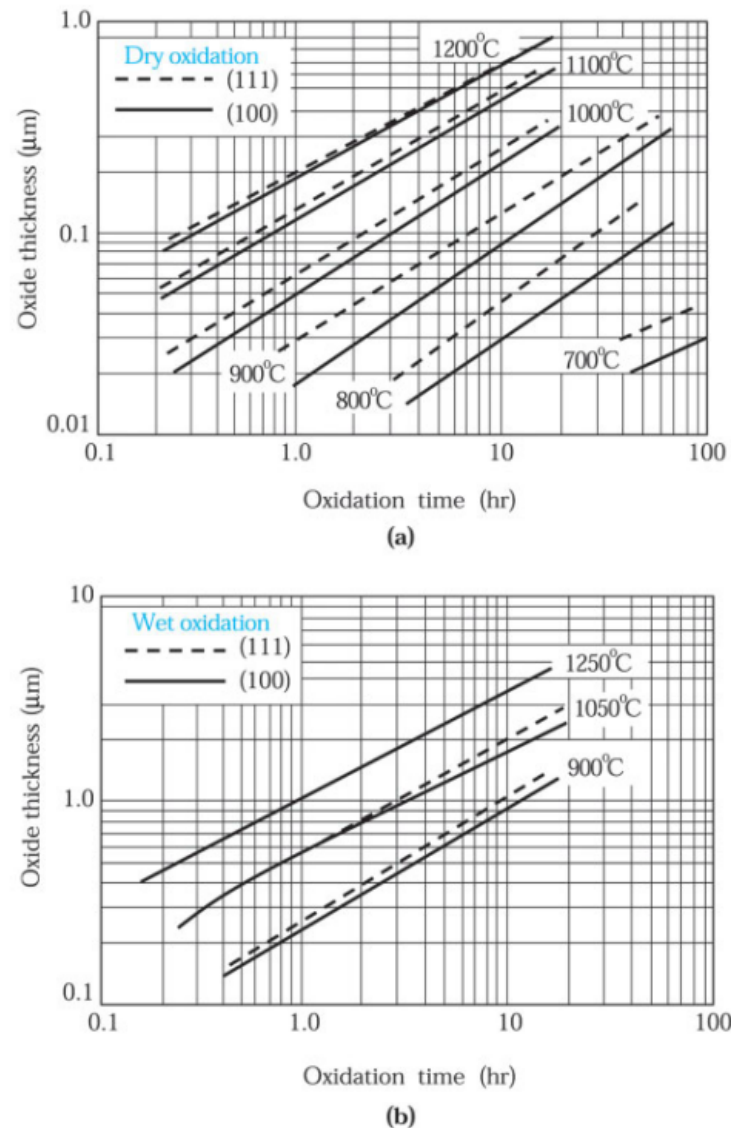 1.0
Dry oxidation
(111)
(100)
1200°C
1100°C
1000°C
0.1
900°C
800°C
700°C
0.01
0.1
1.0
10
100
Oxide thickness (μm)
Oxidation time (hr)
(a)
10
Wet oxidation
(111)
(100)
1250°C
1050°C
900°C
1.0
0.1
0.1
1.0
10
100
Oxide thickness (μm)
Oxidation time (hr)
(b)